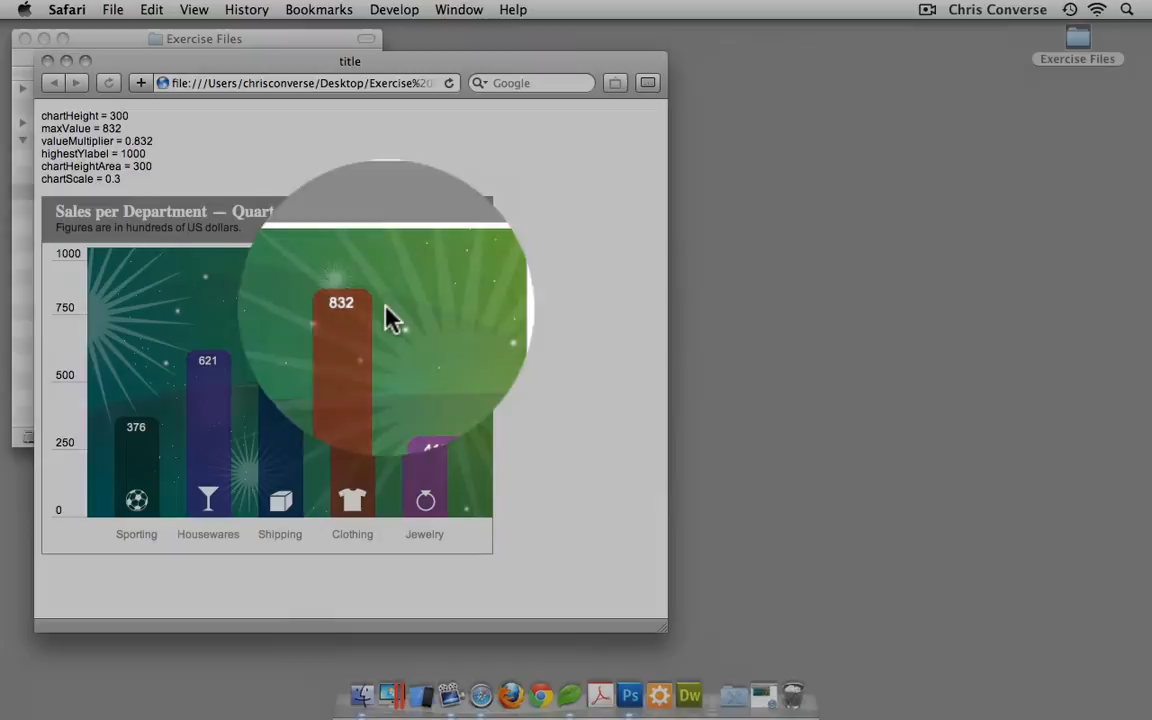 Safari File Edit View History Bookmarks Develop Window Help Chris Converse
Exercise Files
Exercise Files
title
file:///Users/chrisconverse/Desktop/Exercise%20
Google
chartHeight = 300
maxValue = 832
valueMultiplier = 0.832
highestYlabel = 1000
chartHeightArea = 300
chartScale = 0.3
Sales per Department — Quart
Figures are in hundreds of US dollars.
1000
750
500
250
0
832
621
376
Sporting Housewares Shipping Clothing Jewelry
Ps Dw